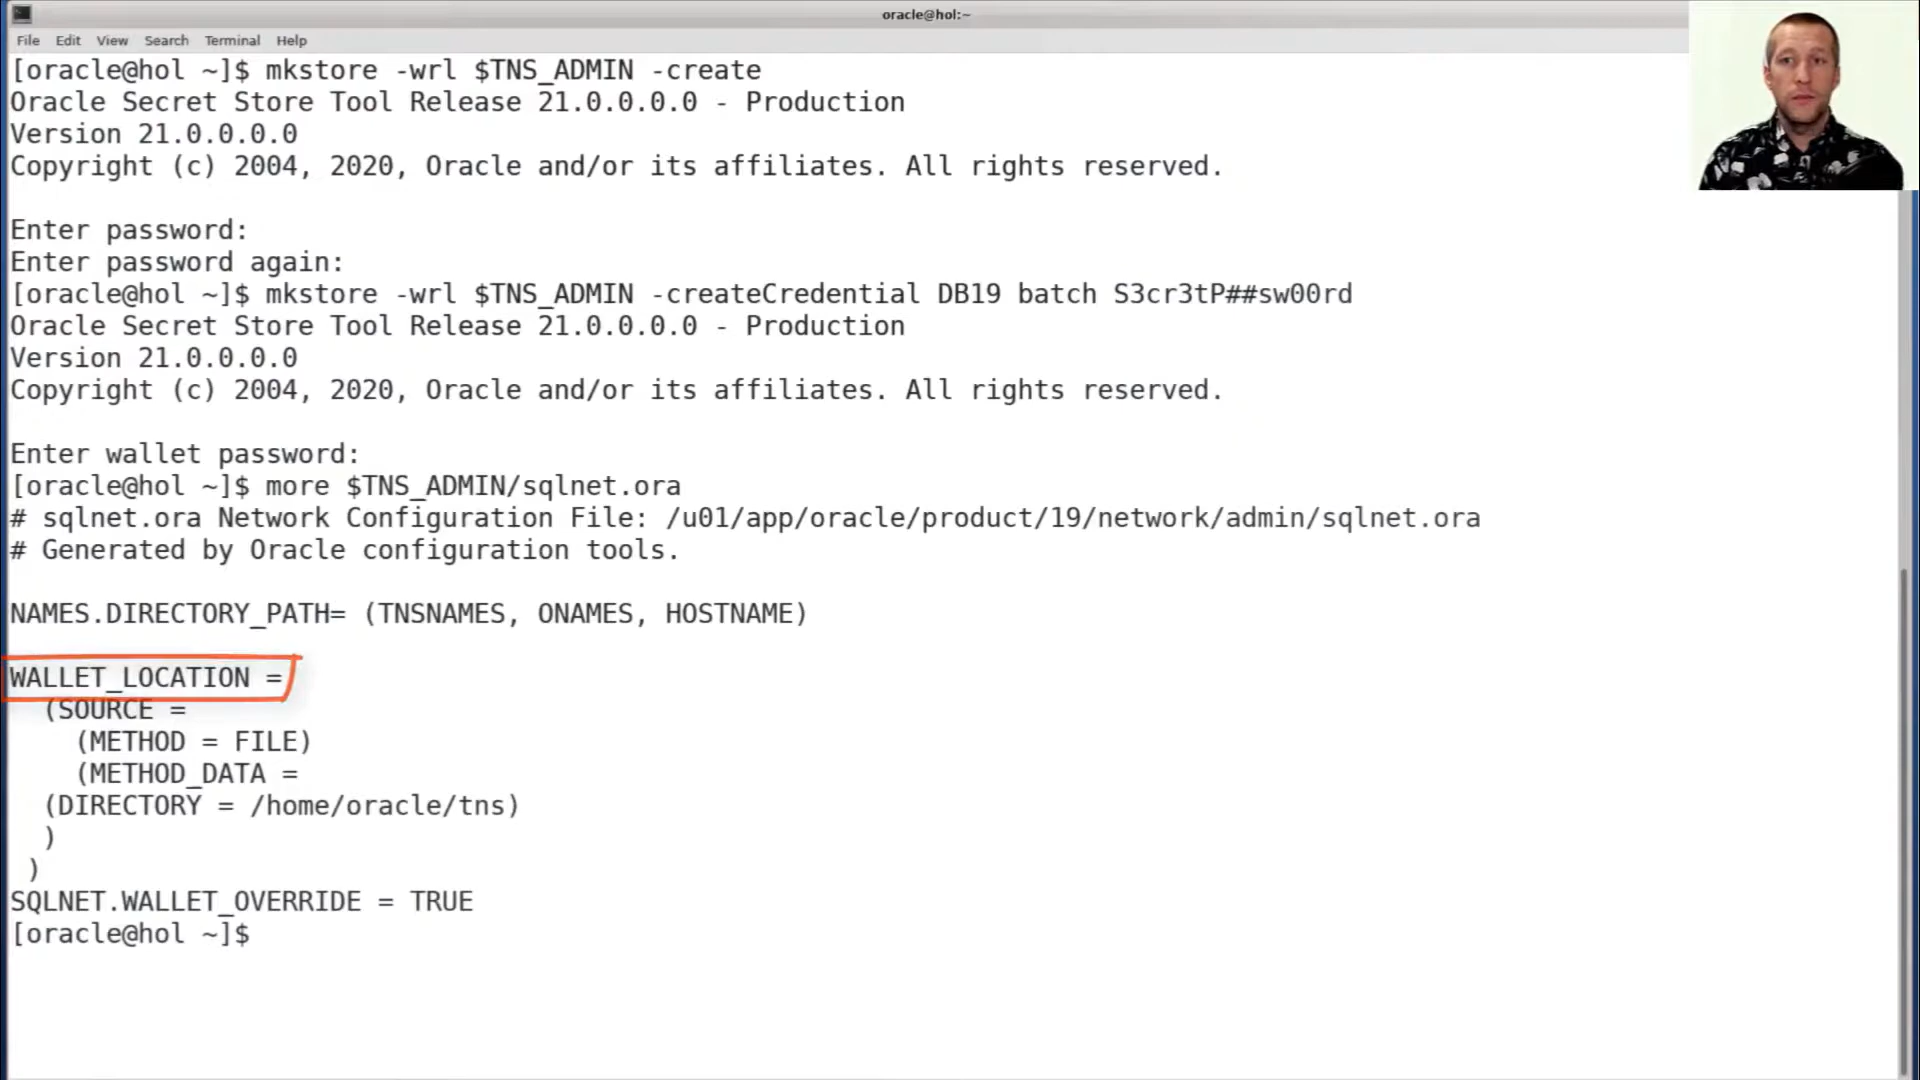 oracle@hol:~
File Edit View Search Terminal Help
[oracle@hol ~]$ mkstore -wrl $TNS_ADMIN -create
Oracle Secret Store Tool Release 21.0.0.0.0 - Production
Version 21.0.0.0.0
Copyright (c) 2004, 2020, Oracle and/or its affiliates. All rights reserved.
Enter password:
Enter password again:
[oracle@hol ~]$ mkstore -wrl $TNS_ADMIN -createCredential DB19 batch S3cr3tP##sw00rd
Oracle Secret Store Tool Release 21.0.0.0.0 - Production
Version 21.0.0.0.0
Copyright (c) 2004, 2020, Oracle and/or its affiliates. All rights reserved.
Enter wallet password:
[oracle@hol ~]$ more $TNS_ADMIN/sqlnet.ora
# sqlnet.ora Network Configuration File: /u01/app/oracle/product/19/network/admin/sqlnet.ora
# Generated by Oracle configuration tools.
NAMES.DIRECTORY_PATH= (TNSNAMES, ONAMES, HOSTNAME)
WALLET_LOCATION =
(SOURCE =
(METHOD = FILE)
(METHOD_DATA =
(DIRECTORY = /home/oracle/tns)
)
)
SQLNET.WALLET_OVERRIDE = TRUE
[oracle@hol ~]$